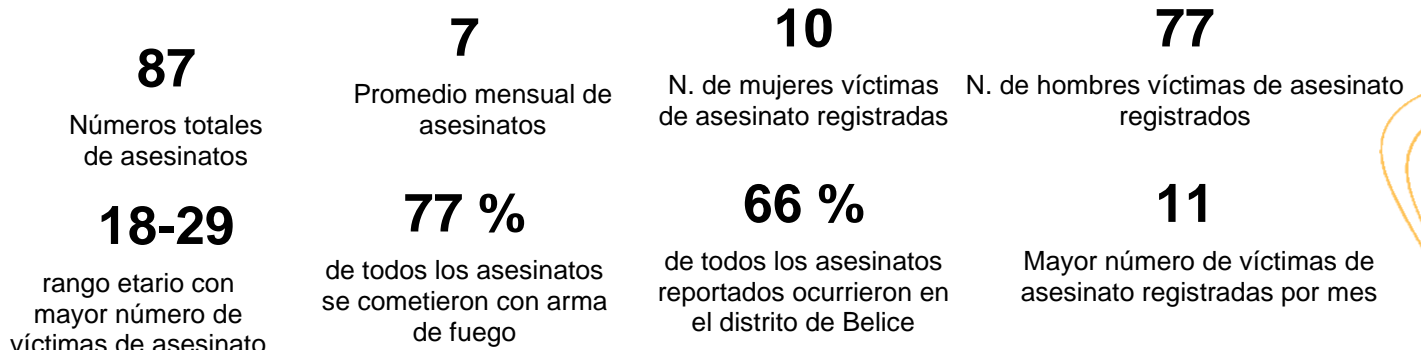 87
Números totales
de asesinatos
7
Promedio mensual de
asesinatos
10
N. de mujeres víctimas
de asesinato registradas
77
N. de hombres víctimas de asesinato
registrados
18-29
rango etario con
mayor número de
víctimas de asesinato
77 %
de todos los asesinatos
se cometieron con arma
de fuego
66 %
de todos los asesinatos
reportados ocurrieron en
el distrito de Belice
11
Mayor número de víctimas de
asesinato registradas por mes